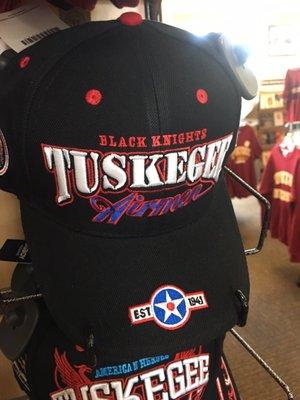 BLACK KNIGHTS
TUSKEGEE
Airmen
EST 1941
AMERICAN HEROES
TUSKEGEE